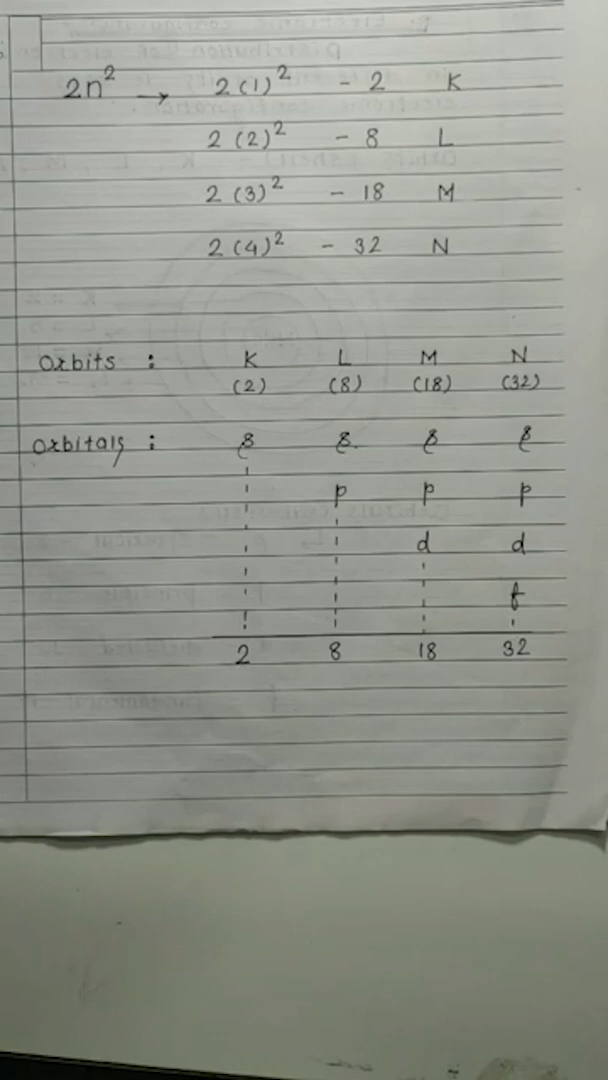 2n² → 2(1)² - 2 K
2(2)² - 8 L
2(3)² - 18 M
2(4)² - 32 N
Orbits : K L M N
(2) (8) (18) (32)
Orbitals : s s s s
p p p
d d
f
2 8 18 32